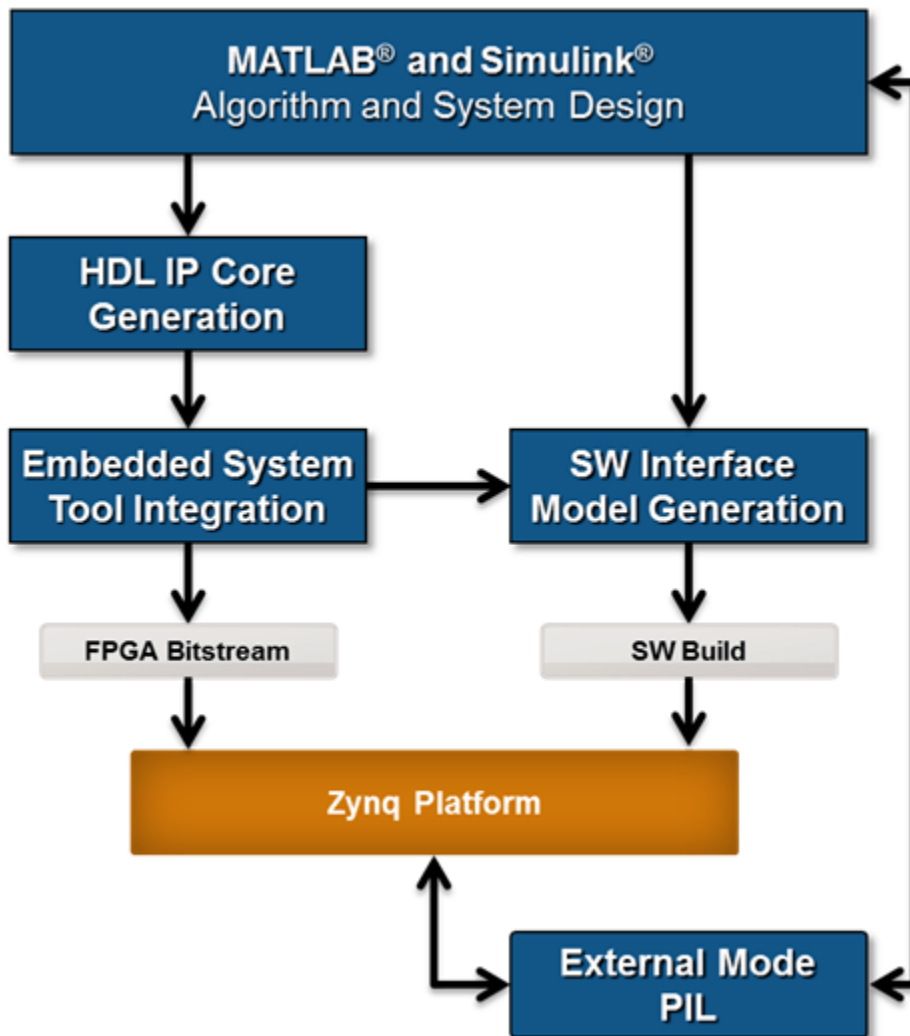 MATLAB® and Simulink®
Algorithm and System Design
HDL IP Core
Generation
Embedded System
Tool Integration
SW Interface
Model Generation
FPGA Bitstream
SW Build
Zynq Platform
External Mode
PIL